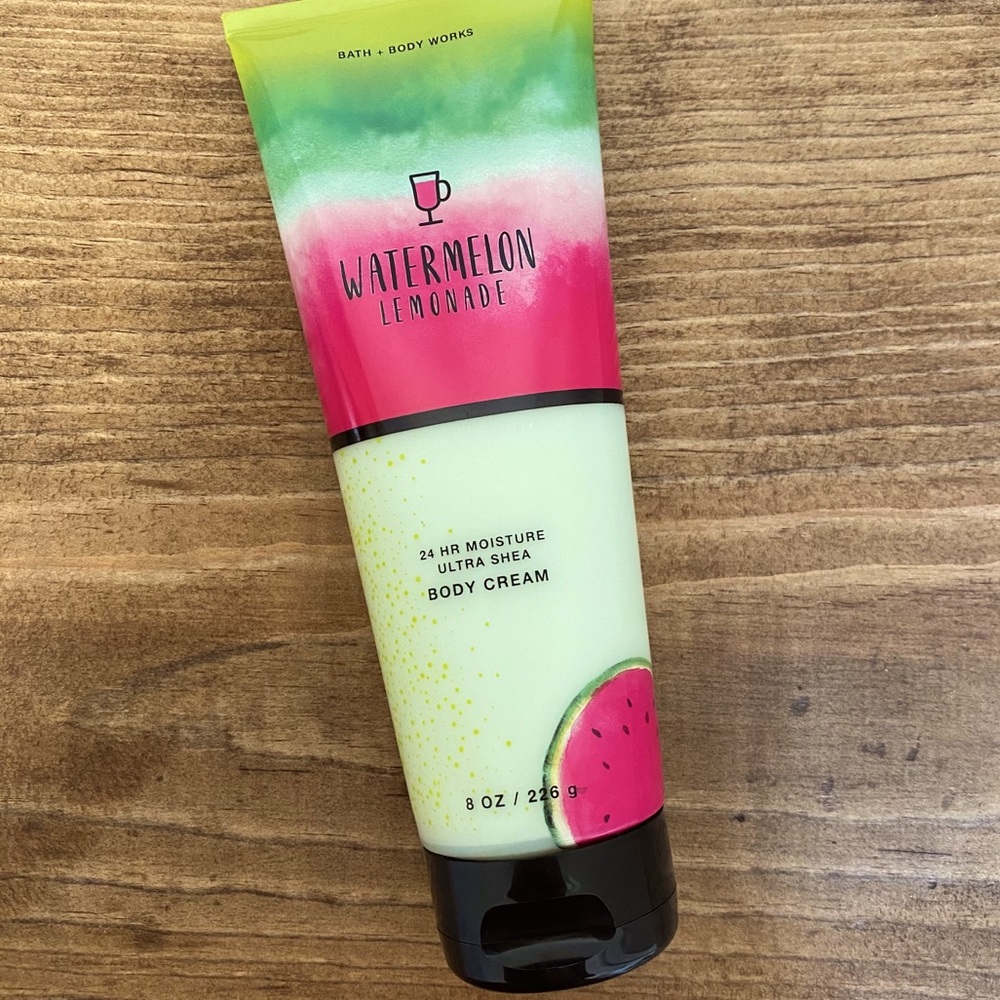 BATH + BODY WORKS
WATERMELON
LEMONADE
24 HR MOISTURE
ULTRA SHEA
BODY CREAM
8 OZ / 226 g